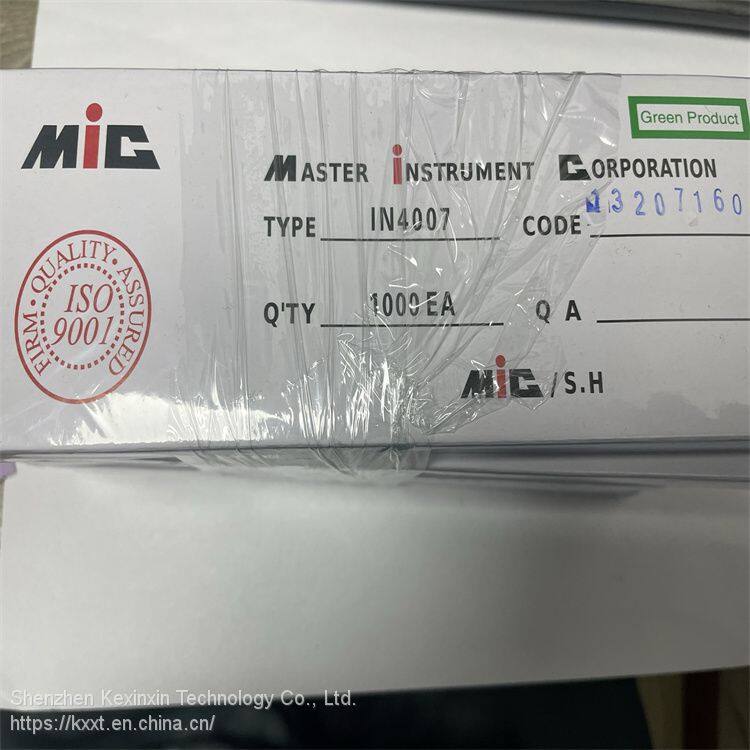 MiC
Green Product
MASTER INSTRUMENT CORPORATION
TYPE IN4007 CODE 13207160
FIRM · QUALITY · ASSURED
ISO
9001
Q'TY 1000 EA Q A
MiC / S.H
Shenzhen Kexinxin Technology Co., Ltd.
https://kxxt.en.china.cn/